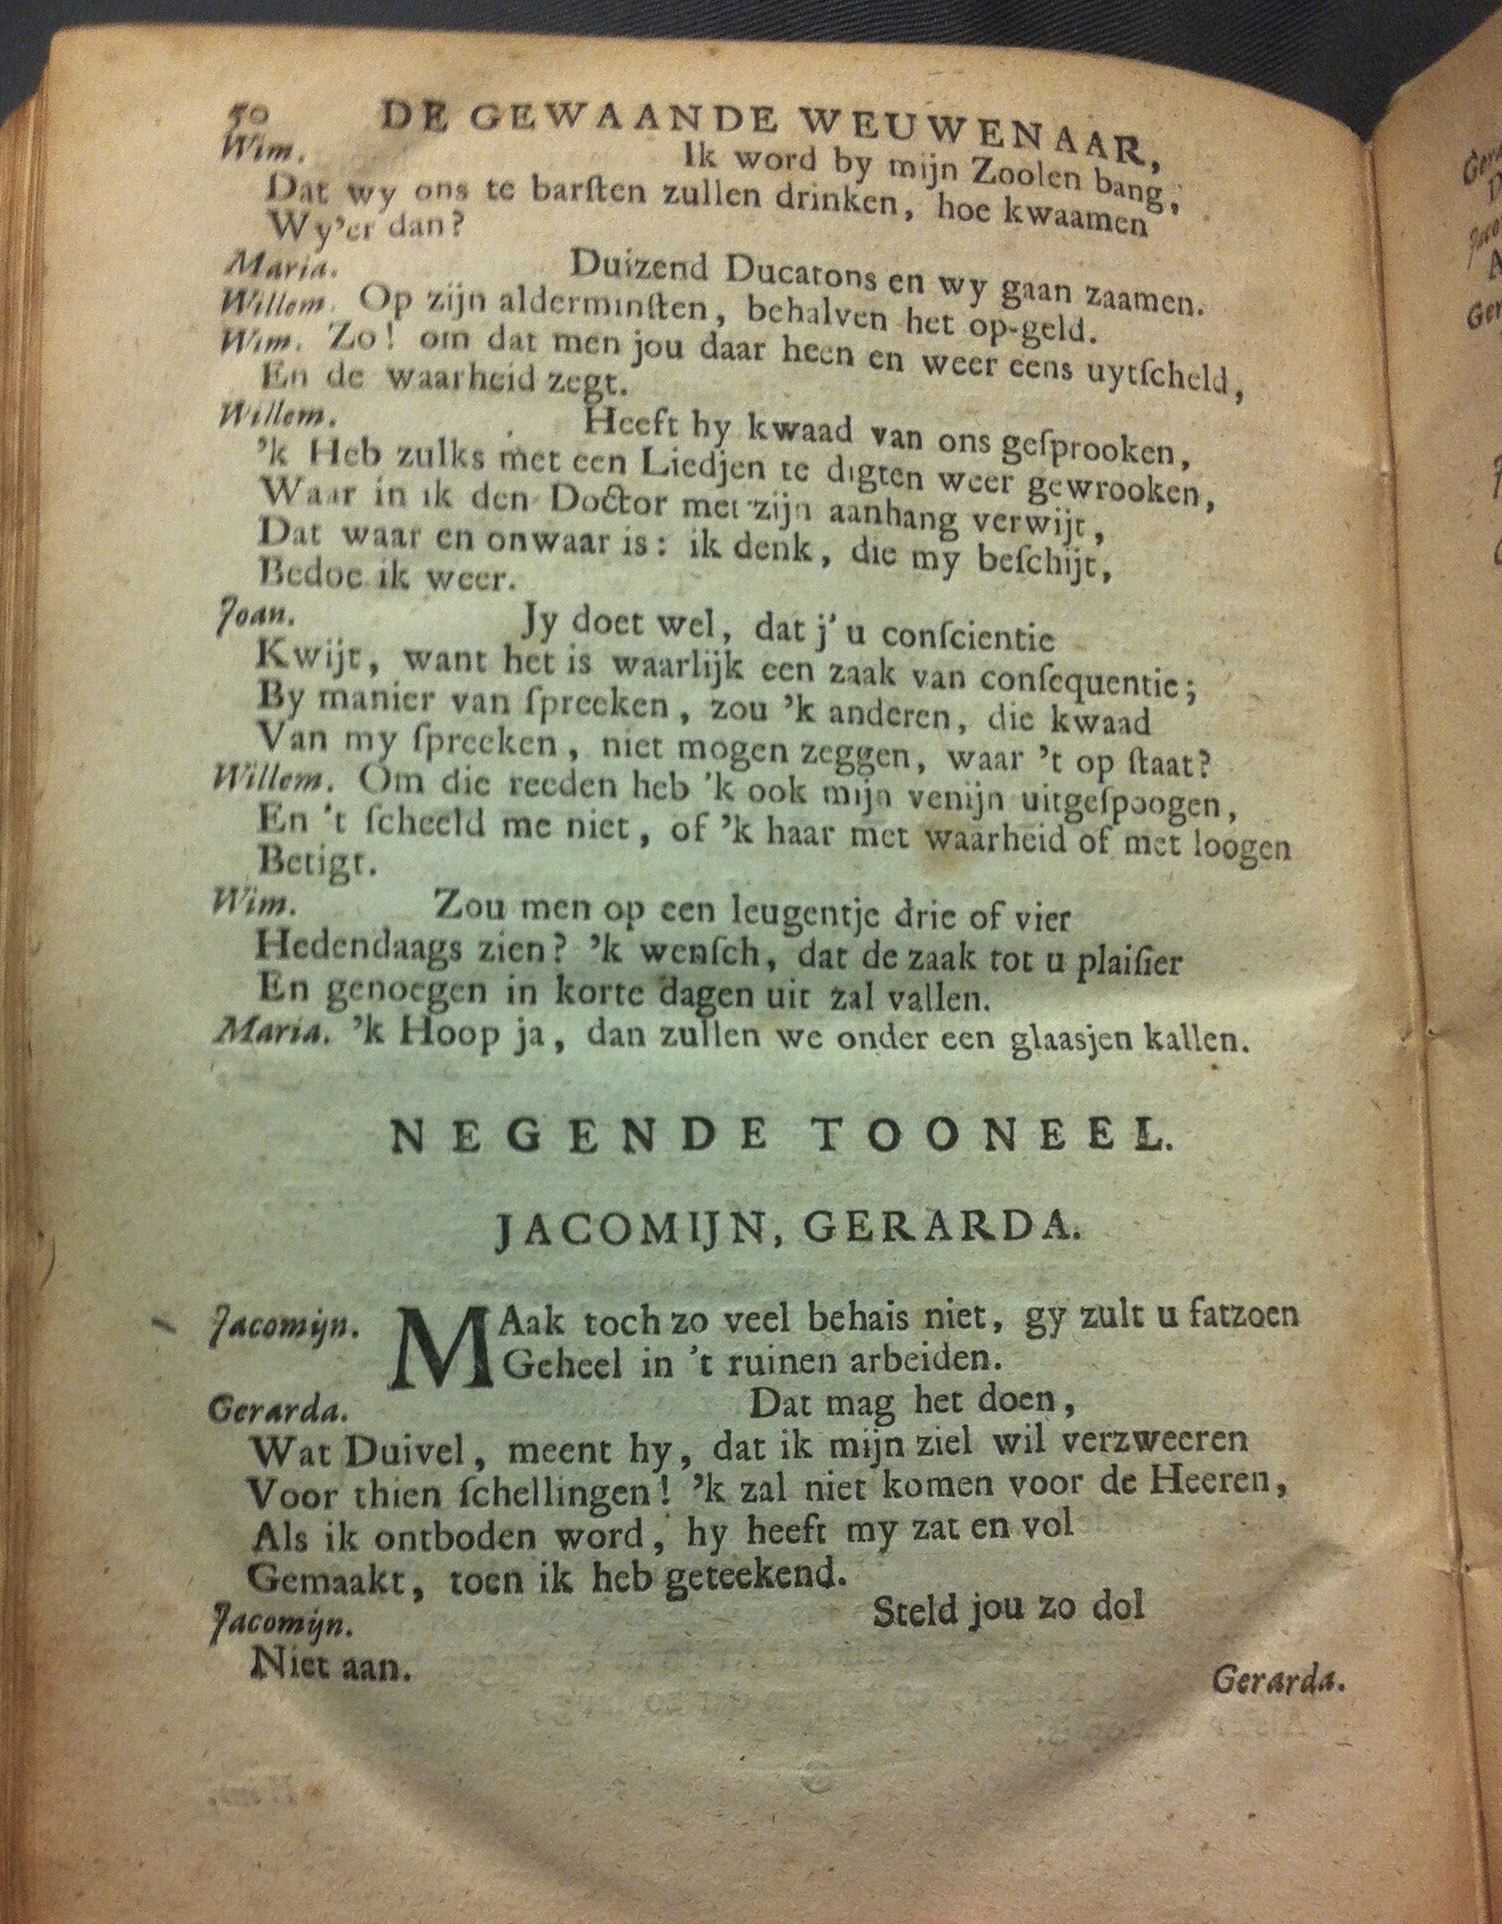 50 DE GEWAANDE WEUWENAAR,
Wim. Ik word by mijn Zoolen bang,
Dat wy ons te barſten zullen drinken, hoe kwaamen
Wy'er dan?
Maria. Duizend Ducatons en wy gaan zaamen.
Willem. Op zijn alderminſten, behalven het op-geld.
Wim. Zo! om dat men jou daar heen en weer eens uytſcheld,
En de waarheid zegt.
Willem. Heeft hy kwaad van ons geſprooken,
'k Heb zulks met een Liedjen te digten weer gewrooken,
Waar in ik den Doctor met zijn aanhang verwijt,
Dat waar en onwaar is: ik denk, die my beſchijt,
Bedoe ik weer.
Joan. Jy doet wel, dat j' u conſcientie
Kwijt, want het is waarlijk een zaak van conſequentie;
By manier van ſpreeken, zou 'k anderen, die kwaad
Van my ſpreeken, niet mogen zeggen, waar 't op ſtaat?
Willem. Om die reeden heb 'k ook mijn venijn uitgeſpoogen,
En 't ſcheeld me niet, of 'k haar met waarheid of met loogen
Betigt.
Wim. Zou men op een leugentje drie of vier
Hedendaags zien? 'k wenſch, dat de zaak tot u plaiſier
En genoegen in korte dagen uit zal vallen.
Maria. 'k Hoop ja, dan zullen we onder een glaasjen kallen.
NEGENDE TOONEEL.
JACOMIJN, GERARDA.
Jacomijn. MAak toch zo veel behais niet, gy zult u fatzoen
Geheel in 't ruinen arbeiden.
Gerarda. Dat mag het doen,
Wat Duivel, meent hy, dat ik mijn ziel wil verzweeren
Voor thien ſchellingen! 'k zal niet komen voor de Heeren,
Als ik ontboden word, hy heeft my zat en vol
Gemaakt, toen ik heb geteekend.
Jacomijn. Steld jou zo dol
Niet aan.
Gerarda.